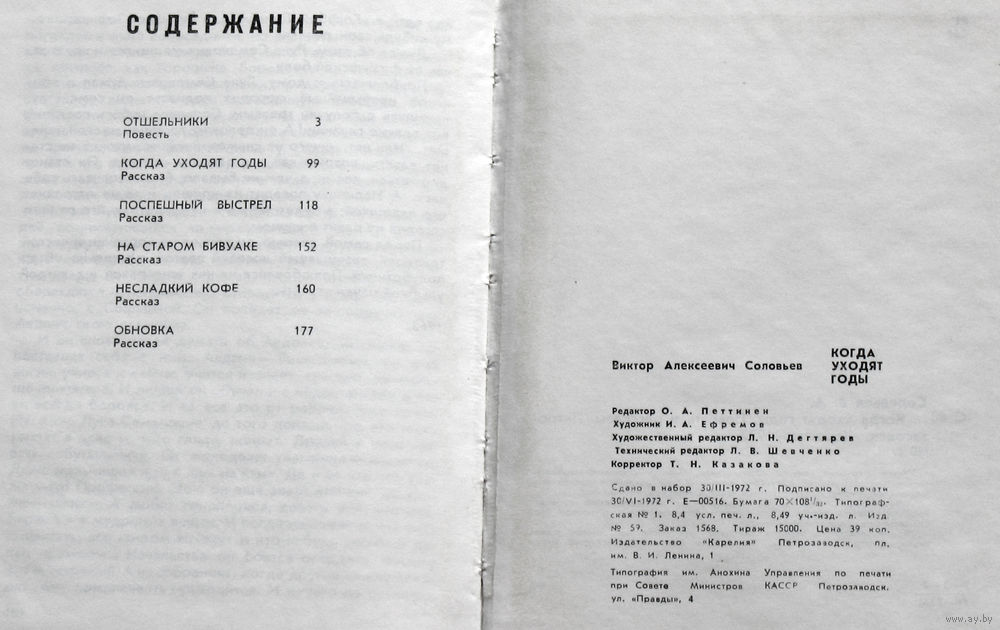 СОДЕРЖАНИЕ
ОТШЕЛЬНИКИ 3
Повесть
КОГДА УХОДЯТ ГОДЫ 99
Рассказ
ПОСПЕШНЫЙ ВЫСТРЕЛ 118
Рассказ
НА СТАРОМ БИВУАКЕ 152
Рассказ
НЕСЛАДКИЙ КОФЕ 160
Рассказ
ОБНОВКА 177
Рассказ
Виктор Алексеевич Соловьев
КОГДА
УХОДЯТ
ГОДЫ
Редактор О. А. Петтинен
Художник И. А. Ефремов
Художественный редактор Л. Н. Дегтярев
Технический редактор Л. В. Шевченко
Корректор Т. Н. Казакова
Сдано в набор 30/III-1972 г. Подписано к печати
30/VI-1972 г. Е—00516. Бумага 70×108¹/₃₂. Типограф-
ская № 1. 8,4 усл. печ. л., 8,49 уч.-изд. л. Изд.
№ 57. Заказ 1568. Тираж 15000. Цена 39 коп.
Издательство «Карелия» Петрозаводск, пл.
им. В. И. Ленина, 1
Типография им. Анохина Управления по печати
при Совете Министров КАССР Петрозаводск.
ул. «Правды», 4
www.ay.by